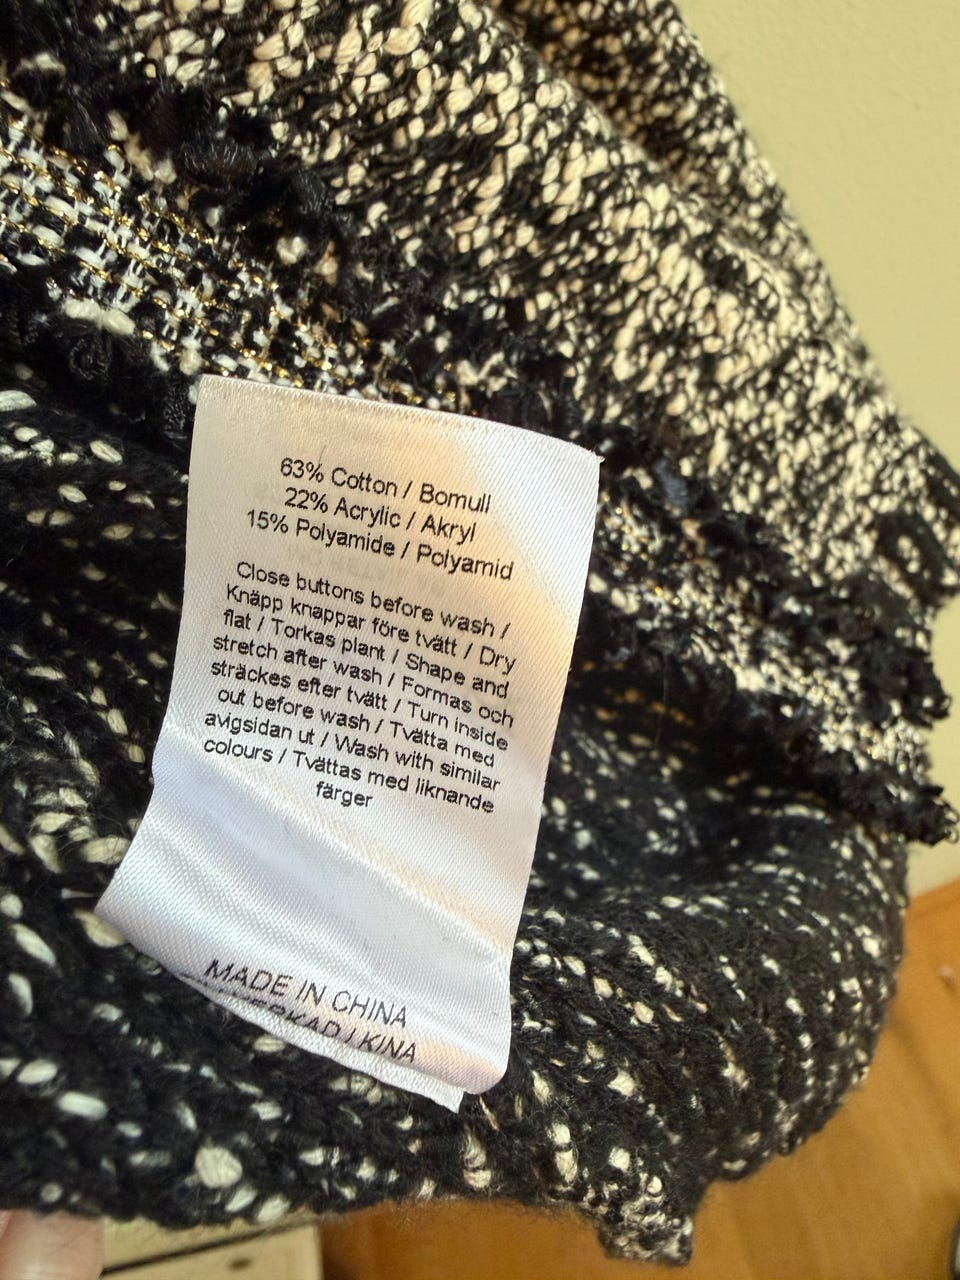 63% Cotton / Bomull
22% Acrylic / Akryl
15% Polyamide / Polyamid
Close buttons before wash /
Knäpp knappar före tvätt / Dry
flat / Torkas plant / Shape and
stretch after wash / Formas och
sträckes efter tvätt / Turn inside
out before wash / Tvätta med
avigsidan ut / Wash with similar
colours / Tvättas med liknande
färger
MADE IN CHINA
/ KINA